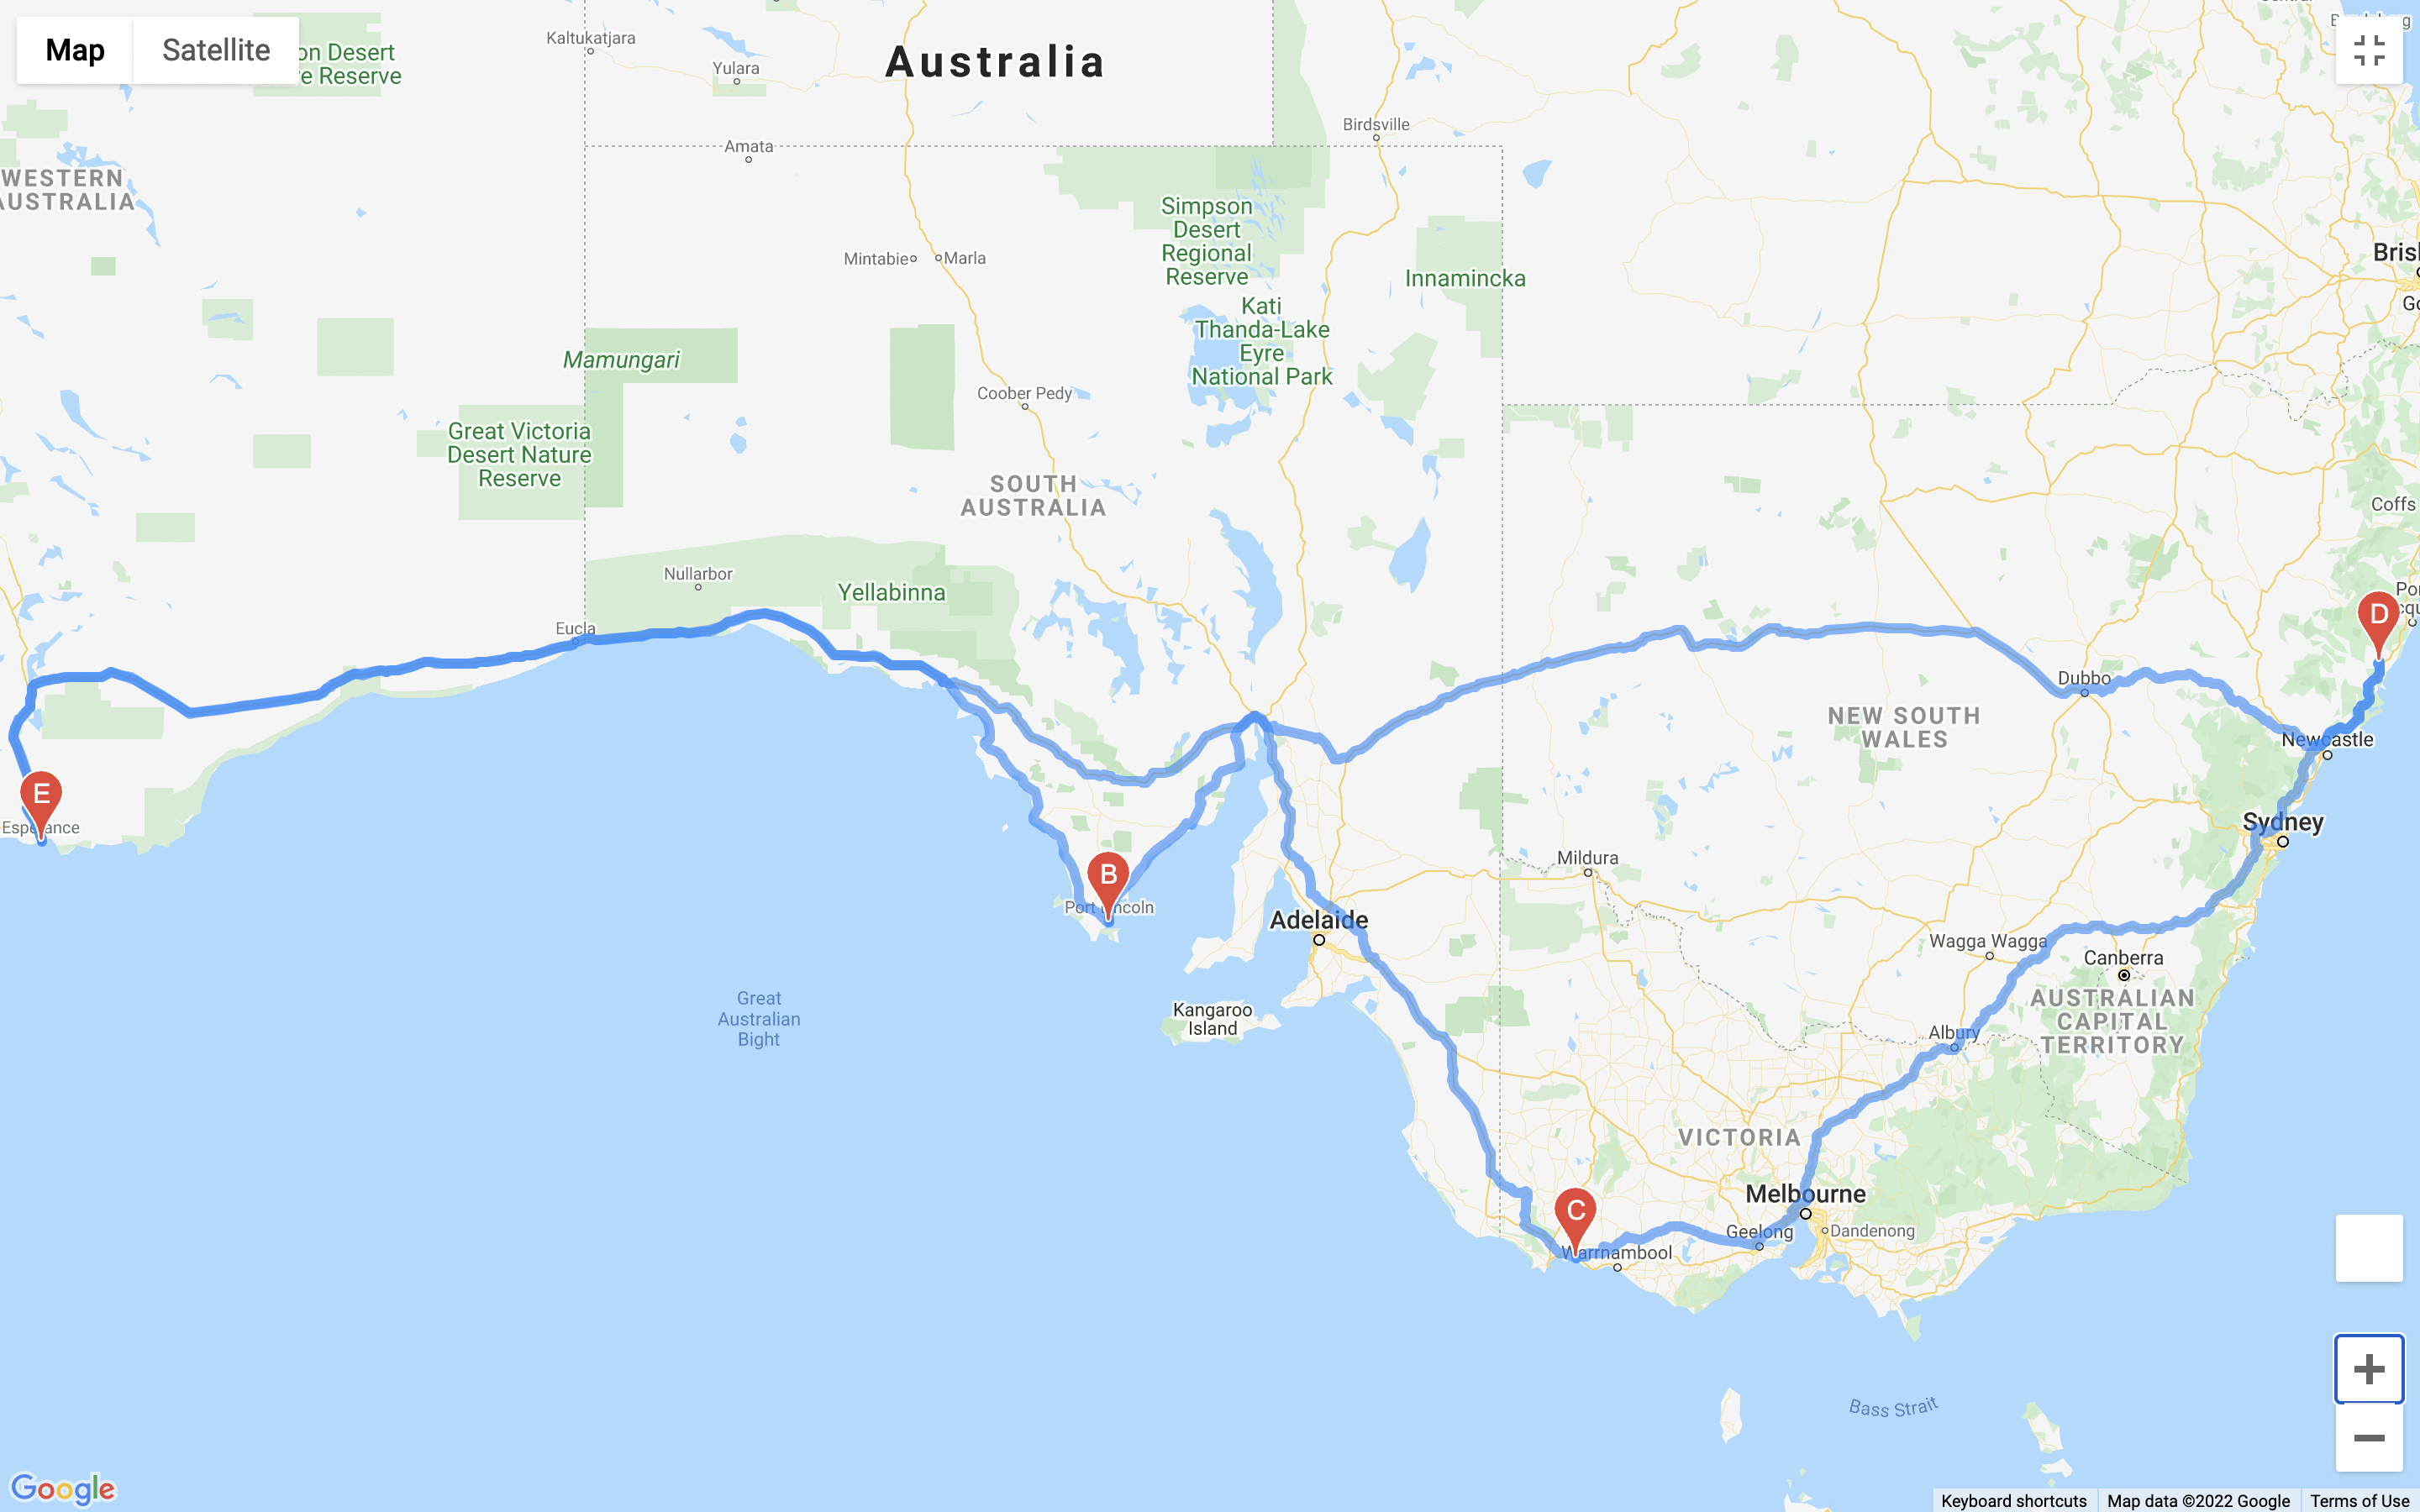 Map
Satellite
on Desert
e Reserve
Kaltukatjara
Yulara
Australia
Birdsville
Amata
WESTERN
AUSTRALIA
Simpson
Desert
Regional
Reserve
Mintabie
Marla
Innamincka
Kati
Thanda-Lake
Eyre
National Park
Mamungari
Coober Pedy
Great Victoria
Desert Nature
Reserve
SOUTH
AUSTRALIA
Coffs
Nullarbor
Yellabinna
Eucla
D
Dubbo
NEW SOUTH
WALES
Newcastle
E
Esperance
Sydney
Mildura
B
Port Lincoln
Adelaide
Wagga Wagga
Canberra
Great
Australian
Bight
Kangaroo
Island
AUSTRALIAN
CAPITAL
TERRITORY
Albury
VICTORIA
Melbourne
C
Warrnambool
Geelong
Dandenong
Bass Strait
Google
Keyboard shortcuts
Map data ©2022 Google
Terms of Use